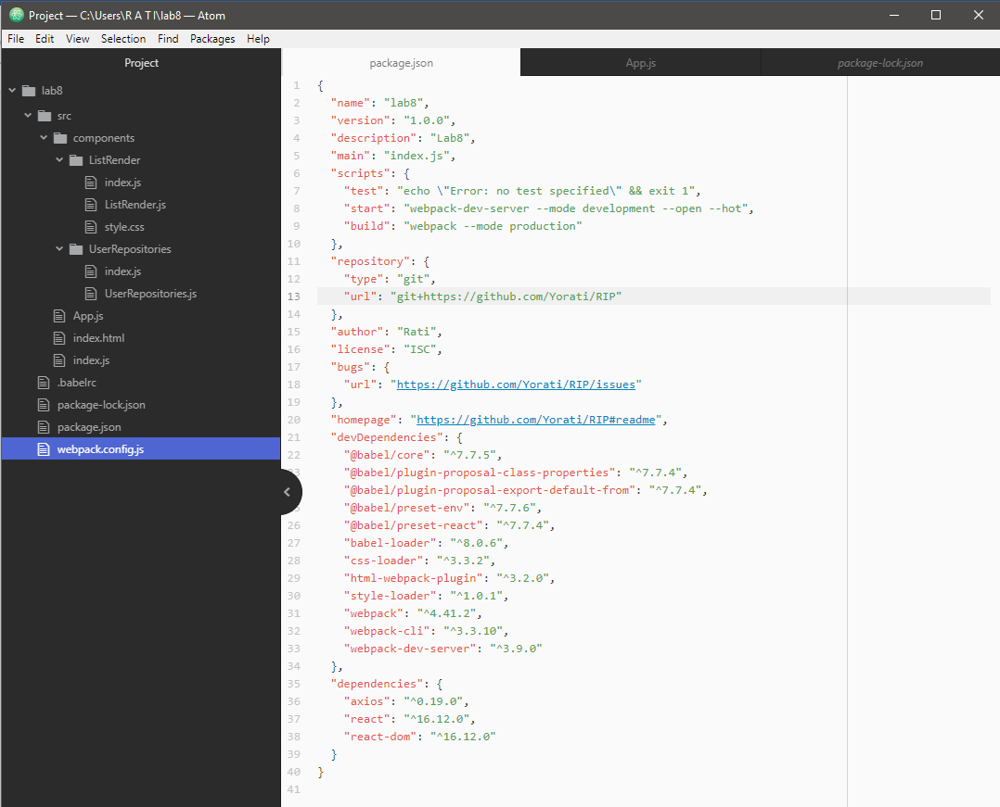 Project — C:\Users\R A T I\lab8 — Atom
File Edit View Selection Find Packages Help
Project
lab8
src
components
ListRender
index.js
ListRender.js
style.css
UserRepositories
index.js
UserRepositories.js
App.js
index.html
index.js
.babelrc
package-lock.json
package.json
webpack.config.js
package.json App.js package-lock.json
1 {
2 "name": "lab8",
3 "version": "1.0.0",
4 "description": "Lab8",
5 "main": "index.js",
6 "scripts": {
7 "test": "echo \"Error: no test specified\" && exit 1",
8 "start": "webpack-dev-server --mode development --open --hot",
9 "build": "webpack --mode production"
10 },
11 "repository": {
12 "type": "git",
13 "url": "git+https://github.com/Yorati/RIP"
14 },
15 "author": "Rati",
16 "license": "ISC",
17 "bugs": {
18 "url": "https://github.com/Yorati/RIP/issues"
19 },
20 "homepage": "https://github.com/Yorati/RIP#readme",
21 "devDependencies": {
22 "@babel/core": "^7.7.5",
"@babel/plugin-proposal-class-properties": "^7.7.4",
"@babel/plugin-proposal-export-default-from": "^7.7.4",
"@babel/preset-env": "^7.7.6",
26 "@babel/preset-react": "^7.7.4",
27 "babel-loader": "^8.0.6",
28 "css-loader": "^3.3.2",
29 "html-webpack-plugin": "^3.2.0",
30 "style-loader": "^1.0.1",
31 "webpack": "^4.41.2",
32 "webpack-cli": "^3.3.10",
33 "webpack-dev-server": "^3.9.0"
34 },
35 "dependencies": {
36 "axios": "^0.19.0",
37 "react": "^16.12.0",
38 "react-dom": "^16.12.0"
39 }
40 }
41